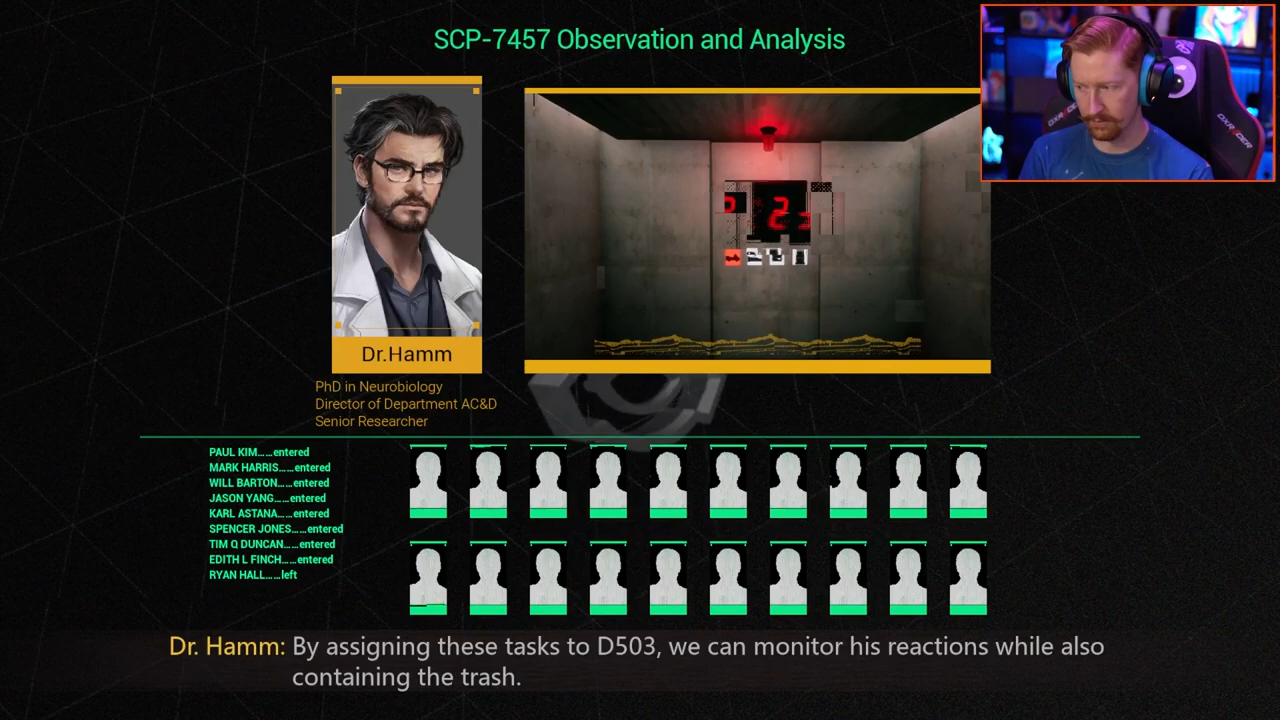 SCP-7457 Observation and Analysis
Dr.Hamm
PhD in Neurobiology
Director of Department AC&D
Senior Researcher
PAUL KIM......entered
MARK HARRIS......entered
WILL BARTON......entered
JASON YANG......entered
KARL ASTANA......entered
SPENCER JONES......entered
TIM Q DUNCAN......entered
EDITH L FINCH......entered
RYAN HALL......left
Dr. Hamm: By assigning these tasks to D503, we can monitor his reactions while also
containing the trash.